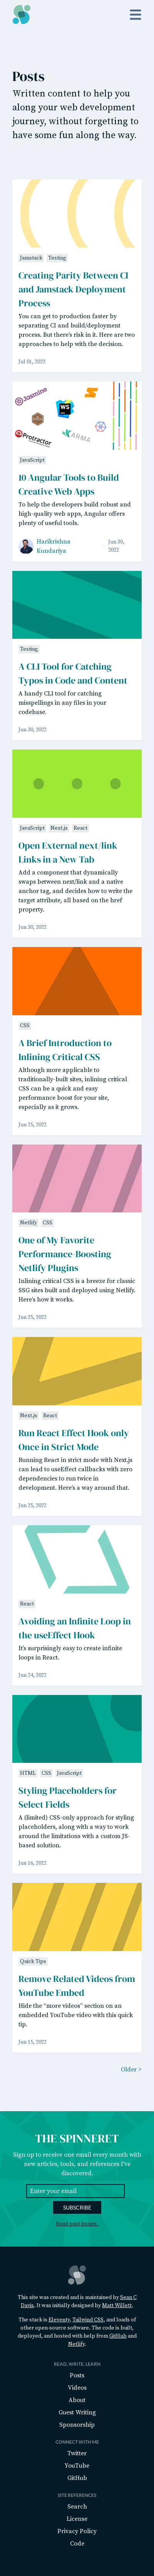 Posts
Written content to help you
along your web development
journey, without forgetting to
have some fun along the way.
Jamstack Testing
Creating Parity Between CI
and Jamstack Deployment
Process
You can get to production faster by
separating CI and build/deployment
process. But there's risk in it. Here are two
approaches to help with the decision.
Jul 01, 2022
Jasmine
WS
Protractor
KARMA
JavaScript
10 Angular Tools to Build
Creative Web Apps
To help the developers build robust and
high-quality web apps, Angular offers
plenty of useful tools.
Harikrishna
Kundariya
Jun 30,
2022
Testing
A CLI Tool for Catching
Typos in Code and Content
A handy CLI tool for catching
misspellings in any files in your
codebase.
Jun 30, 2022
JavaScript Next.js React
Open External next/link
Links in a New Tab
Add a component that dynamically
swaps between next/link and a native
anchor tag, and decides how to write the
target attribute, all based on the href
property.
Jun 30, 2022
CSS
A Brief Introduction to
Inlining Critical CSS
Although more applicable to
traditionally-built sites, inlining critical
CSS can be a quick and easy
performance boost for your site,
especially as it grows.
Jun 25, 2022
Netlify CSS
One of My Favorite
Performance-Boosting
Netlify Plugins
Inlining critical CSS is a breeze for classic
SSG sites built and deployed using Netlify.
Here's how it works.
Jun 25, 2022
Next.js React
Run React Effect Hook only
Once in Strict Mode
Running React in strict mode with Next.js
can lead to useEffect callbacks with zero
dependencies to run twice in
development. Here's a way around that.
Jun 25, 2022
React
Avoiding an Infinite Loop in
the useEffect Hook
It's surprisingly easy to create infinite
loops in React.
Jun 24, 2022
HTML CSS JavaScript
Styling Placeholders for
Select Fields
A (limited) CSS-only approach for styling
placeholders, along with a way to work
around the limitations with a custom JS-
based solution.
Jun 16, 2022
Quick Tips
Remove Related Videos from
YouTube Embed
Hide the "more videos" section on an
embedded YouTube video with this quick
tip.
Jun 15, 2022
Older >
THE SPINNERET
Sign up to receive one email every month with
new articles, tools, and references I've
discovered.
Enter your email
SUBSCRIBE
Read past issues.
This site was created and is maintained by Sean C
Davis. It was initially designed by Matt Willett.
The stack is Eleventy, Tailwind CSS, and loads of
other open source software. The code is built,
deployed, and hosted with help from GitHub and
Netlify.
READ, WRITE, LEARN
Posts
Videos
About
Guest Writing
Sponsorship
CONNECT WITH ME
Twitter
YouTube
GitHub
SITE REFERENCES
Search
License
Privacy Policy
Code